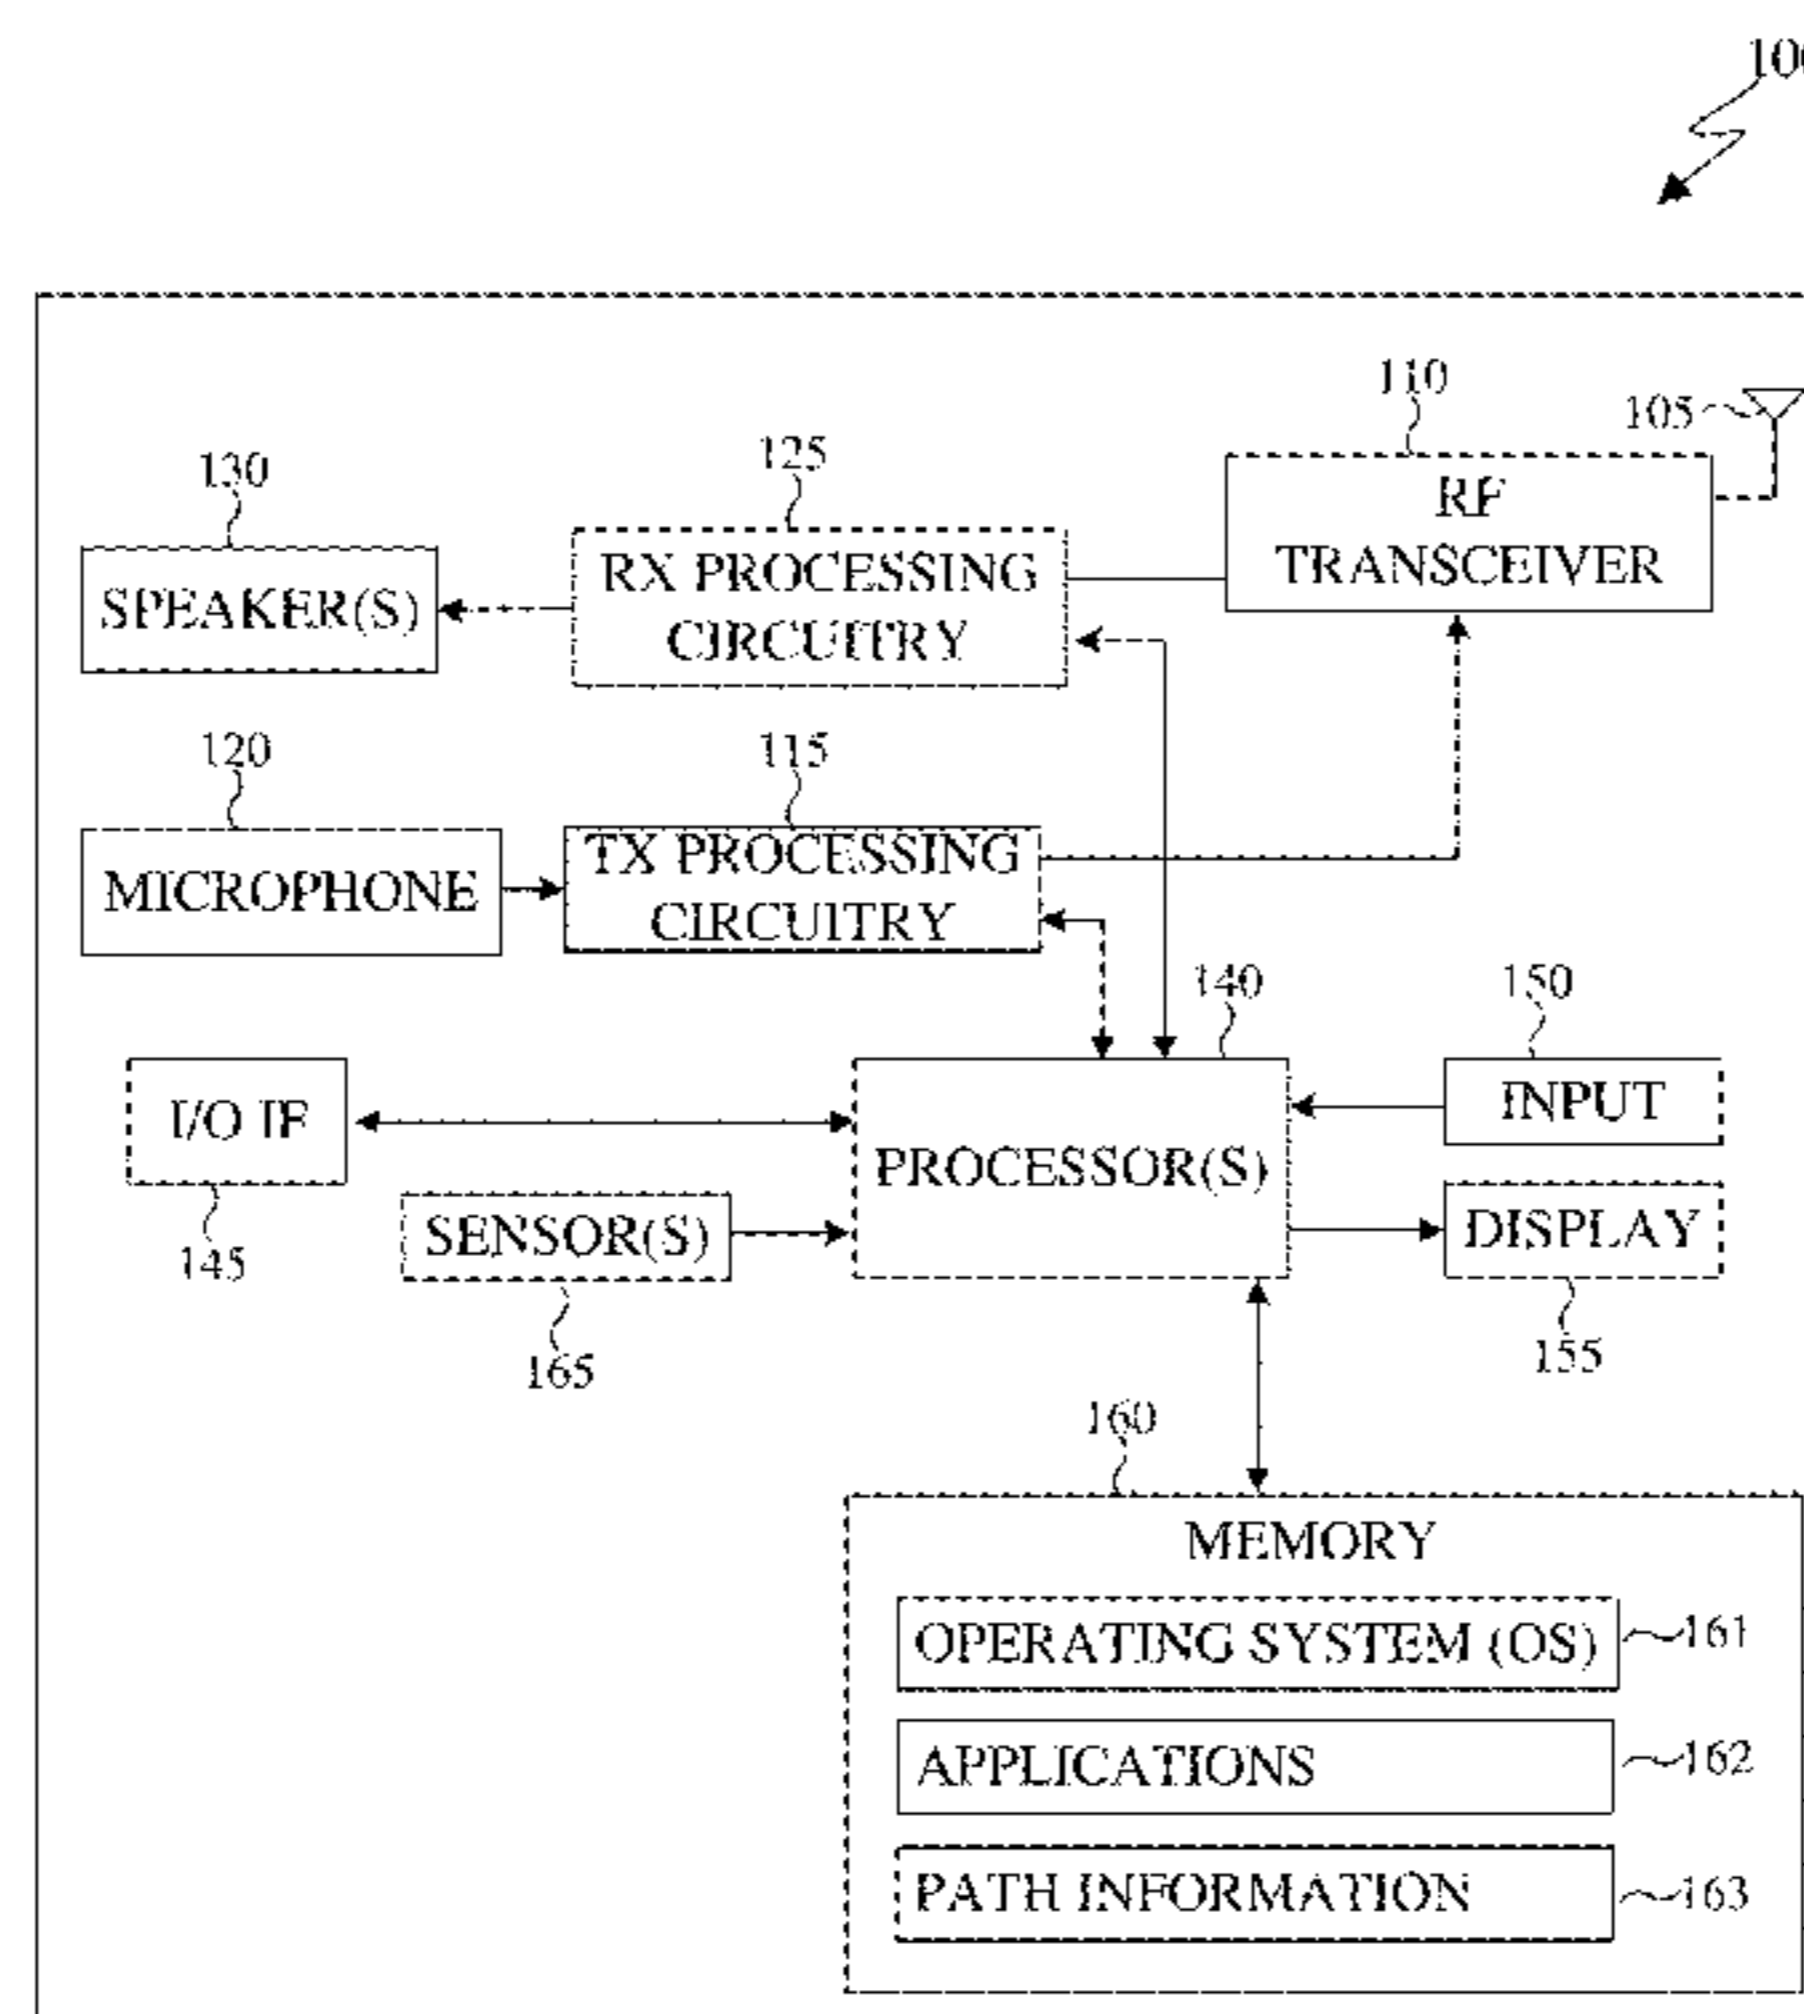 110
105
130
125
RF
TRANSCEIVER
SPEAKER(S)
RX PROCESSING
CIRCUITRY
120
115
MICROPHONE
TX PROCESSING
CIRCUITRY
140
150
I/O IF
PROCESSOR(S)
INPUT
145
SENSOR(S)
DISPLAY
165
155
160
MEMORY
OPERATING SYSTEM (OS)
161
APPLICATIONS
162
PATH INFORMATION
163